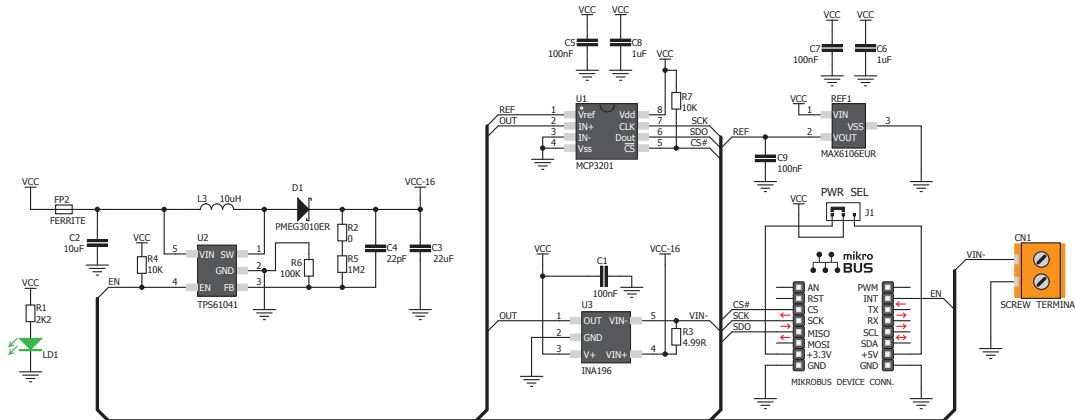 VCC
FP2
FERRITE
C2
10uF
L3 10uH
D1
PMEG3010ER
VCC-16
R2
0
R5
1M2
C4
22pF
C3
22uF
VCC
R4
10K
U2
5 VIN SW 1
GND 2
4 EN FB 3
TPS61041
R6
100K
EN
VCC
R1
2K2
LD1
VCC
C5
100nF
C8
1uF
VCC
R7
10K
U1
REF 1 Vref Vdd 8
OUT 2 IN+ CLK 7 SCK
3 IN- Dout 6 SDO
4 Vss CS 5 CS#
MCP3201
VCC
C7
100nF
C6
1uF
VCC
REF1
1 VIN
VSS 3
REF 2 VOUT
MAX6106EUR
C9
100nF
VCC
C1
100nF
VCC-16
U3
OUT 1 OUT VIN- 5 VIN-
2 GND
3 V+ VIN+ 4
INA196
R3
4.99R
PWR SEL
VCC
J1
mikro
BUS
AN PWM
RST INT EN
CS# CS TX
SCK SCK RX
SDO MISO SCL
MOSI SDA
+3.3V +5V
GND GND
MIKROBUS DEVICE CONN.
CN1
VIN-
SCREW TERMINA